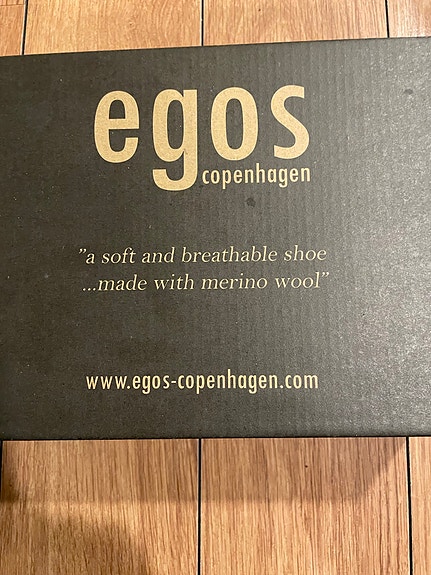 egos
copenhagen
”a soft and breathable shoe
...made with merino wool”
www.egos-copenhagen.com